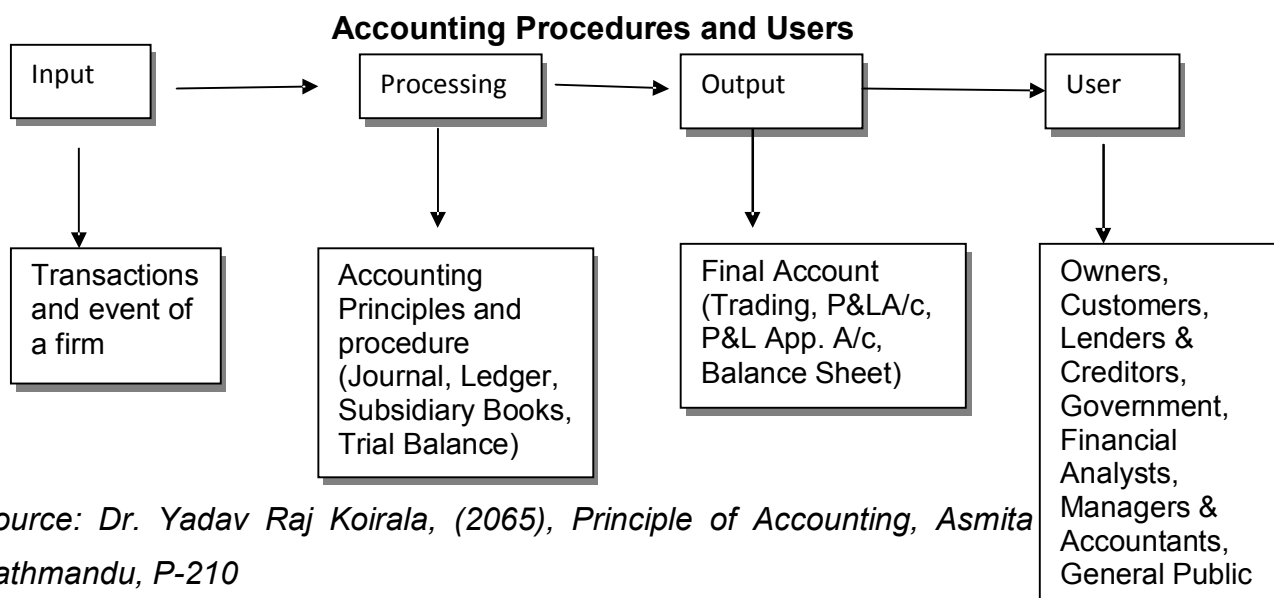 Accounting Procedures and Users
Input
Processing
Output
User
Transactions
and event of
a firm
Accounting
Principles and
procedure
(Journal, Ledger,
Subsidiary Books,
Trial Balance)
Final Account
(Trading, P&LA/c,
P&L App. A/c,
Balance Sheet)
Owners,
Customers,
Lenders &
Creditors,
Government,
Financial
Analysts,
Managers &
Accountants,
General Public
ource: Dr. Yadav Raj Koirala, (2065), Principle of Accounting, Asmita
athmandu, P-210